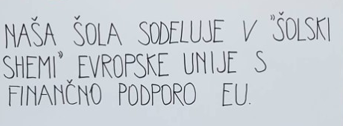 NAŠA ŠOLA SODELUJE V "ŠOLSKI
SHEMI" EVROPSKE UNIJE S
FINANČNO PODPORO EU.